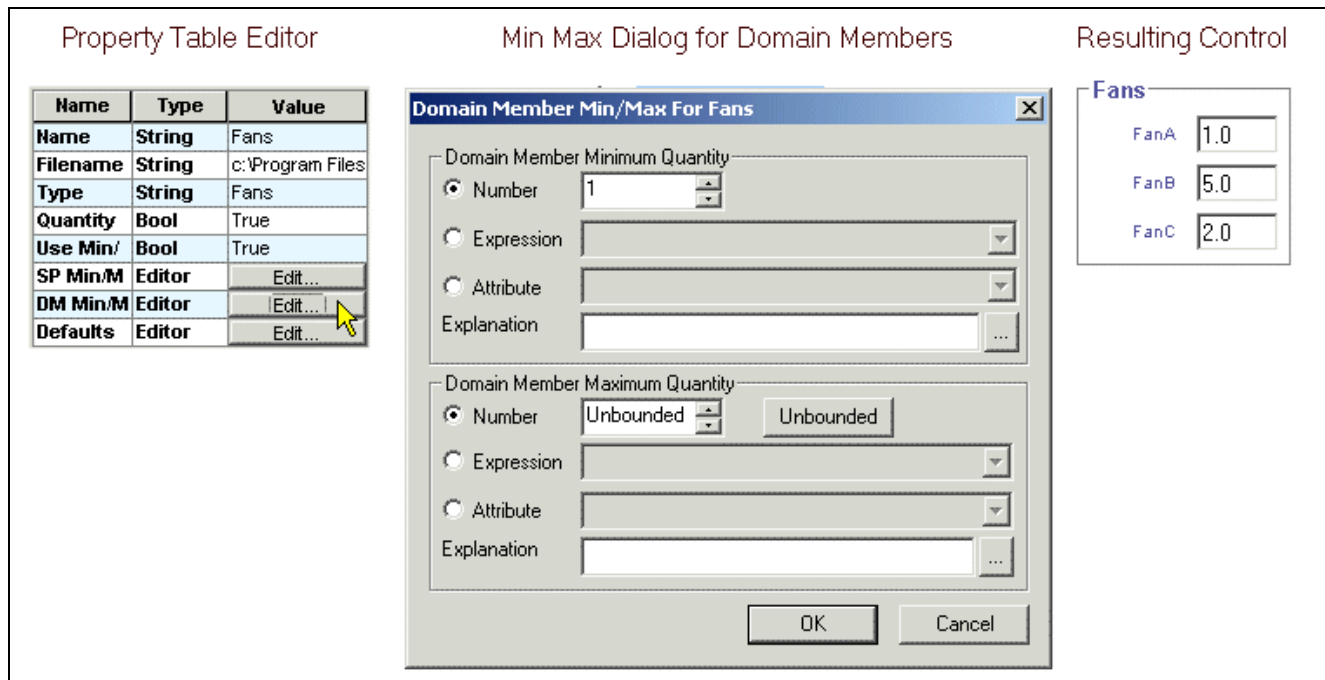 Property Table Editor
Min Max Dialog for Domain Members
Resulting Control
Name Type Value
Name String Fans
Filename String c:\Program Files
Type String Fans
Quantity Bool True
Use Min/ Bool True
SP Min/M Editor Edit...
DM Min/M Editor Edit...
Defaults Editor Edit...
Domain Member Min/Max For Fans
Domain Member Minimum Quantity
Number 1
Expression
Attribute
Explanation ...
Domain Member Maximum Quantity
Number Unbounded Unbounded
Expression
Attribute
Explanation ...
OK Cancel
Fans
FanA 1.0
FanB 5.0
FanC 2.0